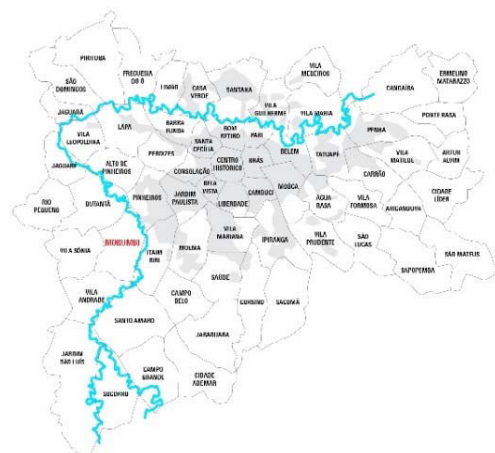 PIRITUBA
FREGUESIA
DO Ó
LIMÃO
CASA
VERDE
SANTANA
VILA
MEDEIROS
SÃO
DOMINGOS
CANGAIBA
ERMELINO
MATARAZZO
JAGUARA
VILA
GUILHERME
VILA MARIA
PONTE RASA
VILA
LEOPOLDINA
LAPA
BARRA
FUNDA
BOM
RETIRO
PARI
PENHA
SANTA
CECÍLIA
BELÉM
JAGUARÉ
ALTO DE
PINHEIROS
PERDIZES
CENTRO
HISTÓRICO
BRÁS
TATUAPÉ
VILA
MATILDE
ARTUR
ALVIM
CONSOLAÇÃO
CARRÃO
RIO
PEQUENO
BUTANTÃ
PINHEIROS
JARDIM
PAULISTA
BELA
VISTA
LIBERDADE
CAMBUCI
MOOCA
ÁGUA
RASA
VILA
FORMOSA
ARICANDUVA
CIDADE
LÍDER
VILA SÔNIA
MORUMBI
ITAIM
BIBI
MOEMA
VILA
MARIANA
IPIRANGA
VILA
PRUDENTE
SÃO
LUCAS
SÃO MATEUS
SAPOPEMBA
VILA
ANDRADE
SAÚDE
CAMPO
BELO
CURSINO
SACOMÃ
SANTO AMARO
JABAQUARA
JARDIM
SÃO LUÍS
CAMPO
GRANDE
CIDADE
ADEMAR
SOCORRO